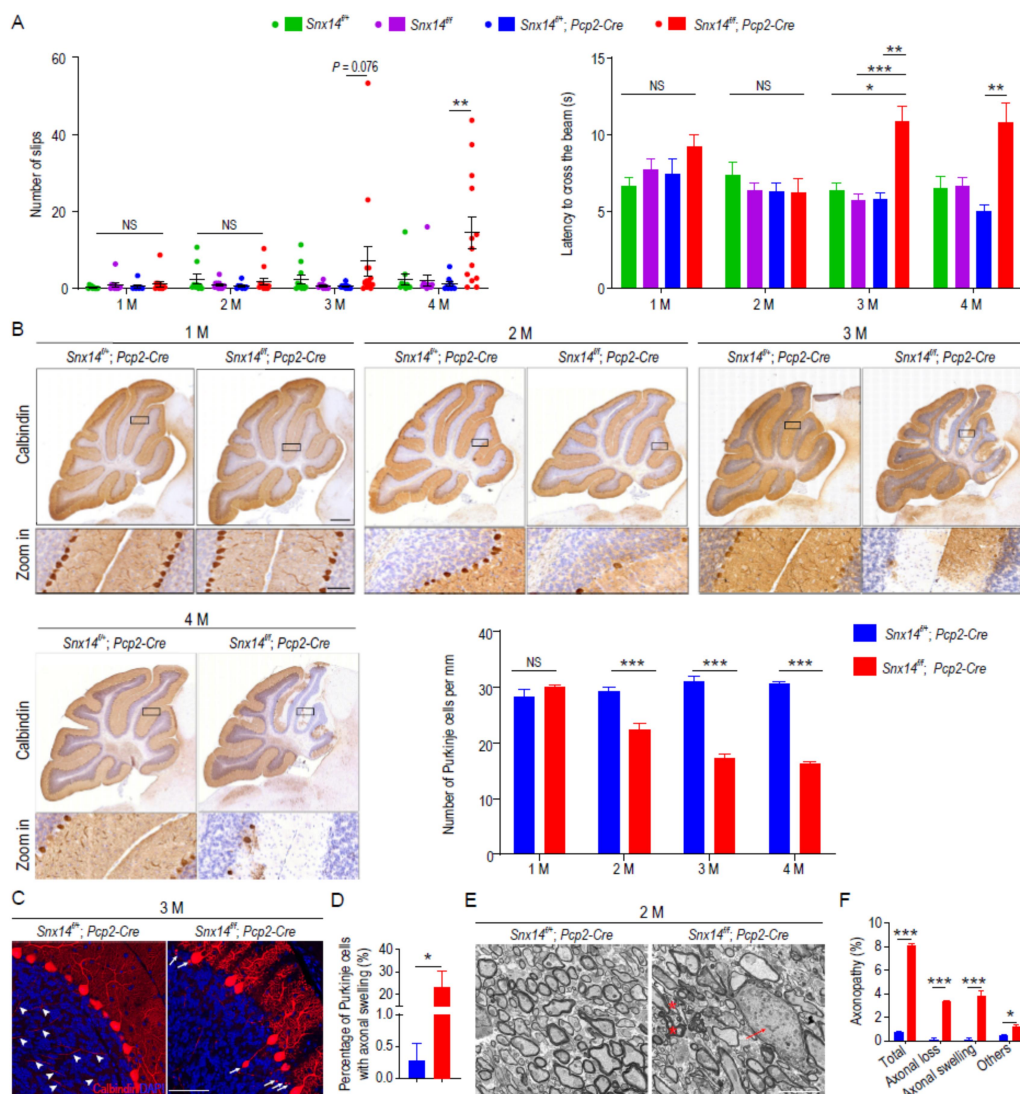 A
Snx14f/+ Snx14f/f Snx14f/+; Pcp2-Cre Snx14f/f; Pcp2-Cre
Number of slips
60
40
20
0
NS
NS
P = 0.076
**
1 M 2 M 3 M 4 M
Latency to cross the beam (s)
15
10
5
0
NS
NS
**
***
*
**
1 M 2 M 3 M 4 M
B
1 M 2 M 3 M
Snx14f/+; Pcp2-Cre Snx14f/f; Pcp2-Cre Snx14f/+; Pcp2-Cre Snx14f/f; Pcp2-Cre Snx14f/+; Pcp2-Cre Snx14f/f; Pcp2-Cre
Calbindin
Zoom in
4 M
Snx14f/+; Pcp2-Cre Snx14f/f; Pcp2-Cre
Calbindin
Zoom in
Number of Purkinje cells per mm
40
30
20
10
0
NS *** *** ***
1 M 2 M 3 M 4 M
Snx14f/+; Pcp2-Cre
Snx14f/f; Pcp2-Cre
C
3 M
Snx14f/+; Pcp2-Cre Snx14f/f; Pcp2-Cre
Calbindin/DAPI
D
Percentage of Purkinje cells
with axonal swelling (%)
40
30
20
10
0.5
0.0
*
E
2 M
Snx14f/+; Pcp2-Cre Snx14f/f; Pcp2-Cre
F
Axonopathy (%)
10
8
6
4
2
0
***
***
***
*
Total
Axonal loss
Axonal swelling
Others